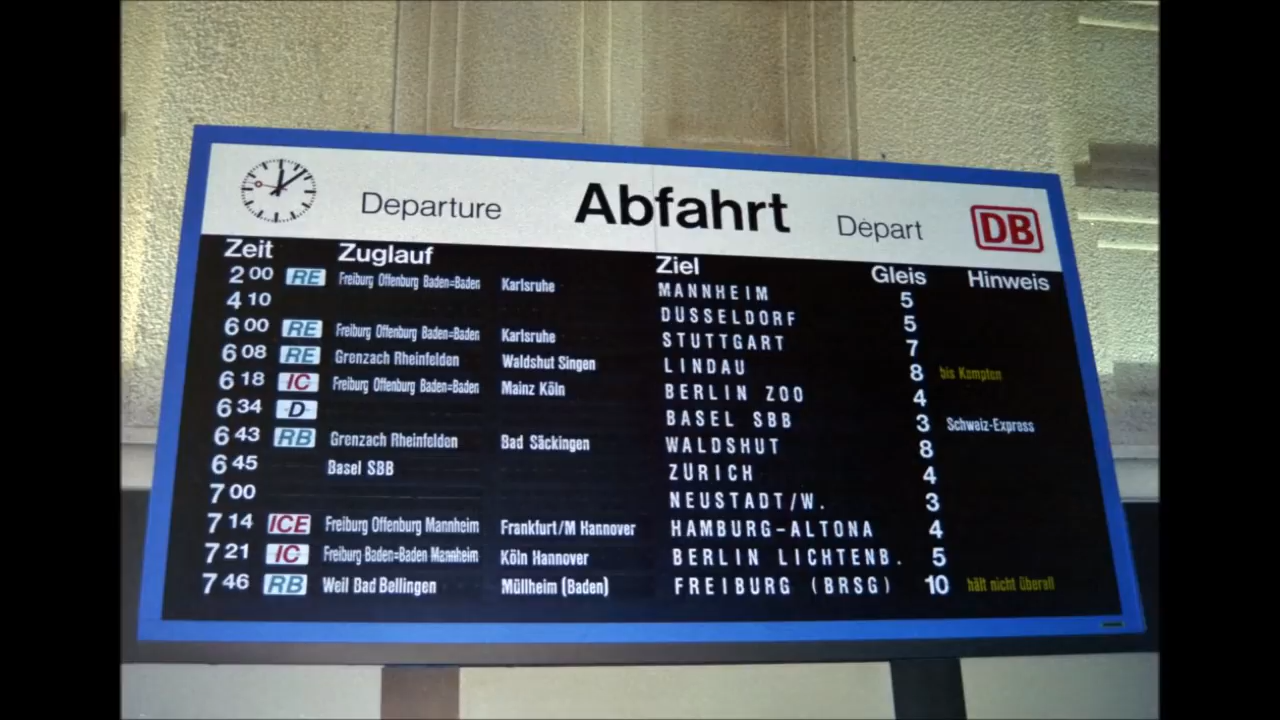 Departure Abfahrt Départ DB
Zeit Zuglauf Ziel Gleis Hinweis
2 00 RE Freiburg Offenburg Baden=Baden Karlsruhe MANNHEIM 5
4 10 DÜSSELDORF 5
6 00 RE Freiburg Offenburg Baden=Baden Karlsruhe STUTTGART 7
6 08 RE Grenzach Rheinfelden Waldshut Singen LINDAU 8 bis Kempten
6 18 IC Freiburg Offenburg Baden=Baden Mainz Köln BERLIN ZOO 4
6 34 D BASEL SBB 3 Schweiz-Express
6 43 RB Grenzach Rheinfelden Bad Säckingen WALDSHUT 8
6 45 Basel SBB ZÜRICH 4
7 00 NEUSTADT/W. 3
7 14 ICE Freiburg Offenburg Mannheim Frankfurt/M Hannover HAMBURG-ALTONA 4
7 21 IC Freiburg Baden=Baden Mannheim Köln Hannover BERLIN LICHTENB. 5
7 46 RB Weil Bad Bellingen Müllheim (Baden) FREIBURG (BRSG) 10 hält nicht überall